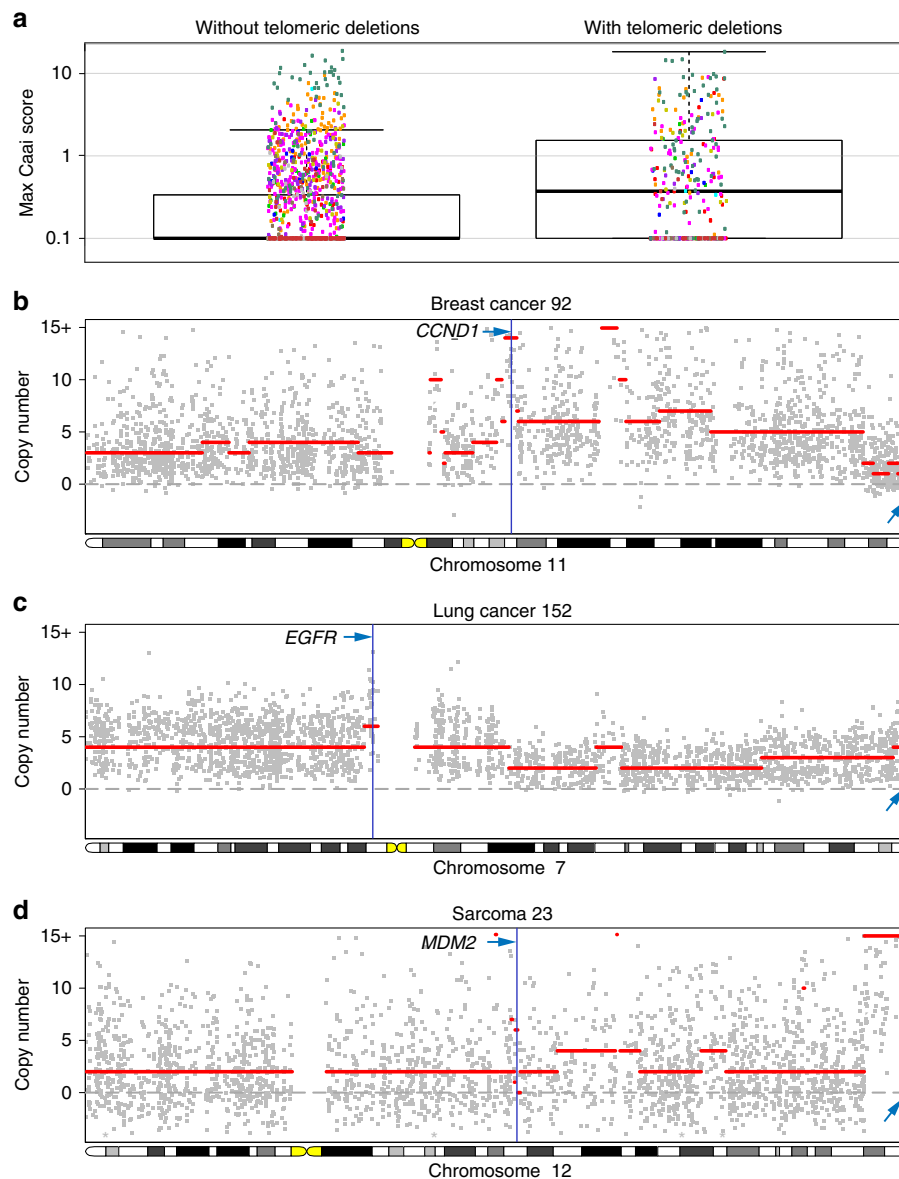 a
Without telomeric deletions
With telomeric deletions
Max Caai score
10
1
0.1
b
Breast cancer 92
CCND1
Copy number
15+
10
5
0
Chromosome 11
c
Lung cancer 152
EGFR
Copy number
15+
10
5
0
Chromosome 7
d
Sarcoma 23
MDM2
Copy number
15+
10
5
0
* * * *
Chromosome 12